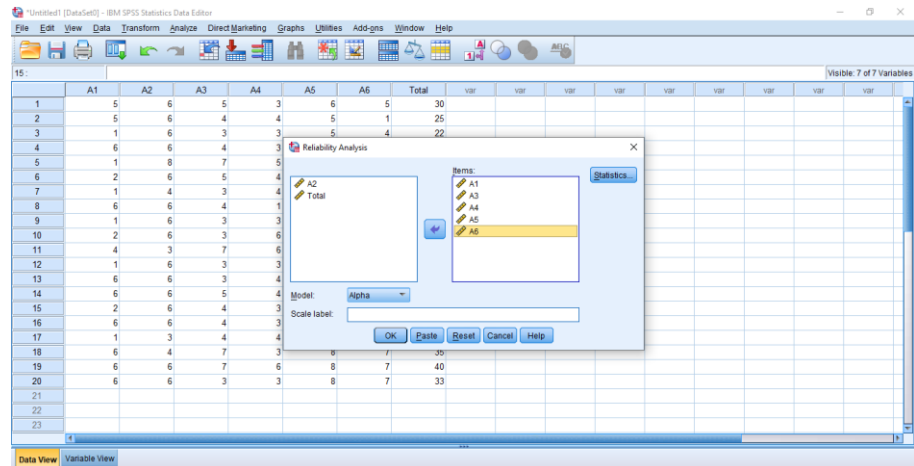 *Untitled1 [DataSet0] - IBM SPSS Statistics Data Editor
File Edit View Data Transform Analyze Direct Marketing Graphs Utilities Add-ons Window Help
15 : Visible: 7 of 7 Variables
A1 A2 A3 A4 A5 A6 Total var var var var var var var var var
1 5 6 5 3 6 5 30
2 5 6 4 4 5 1 25
3 1 6 3 3 5 4 22
4 6 6 4 3
5 1 8 7 5
6 2 6 5 4
7 1 4 3 4
8 6 6 4 1
9 1 6 3 3
10 2 6 3 6
11 4 3 7 6
12 1 6 3 3
13 6 6 3 4
14 6 6 5 4
15 2 6 4 3
16 6 6 4 3
17 1 3 4 4
18 6 4 7 3 8 7 35
19 6 6 7 6 8 7 40
20 6 6 3 3 8 7 33
21
22
23
Reliability Analysis
Items:
A2
Total
A1
A3
A4
A5
A6
Statistics...
Model: Alpha
Scale label:
OK Paste Reset Cancel Help
Data View Variable View